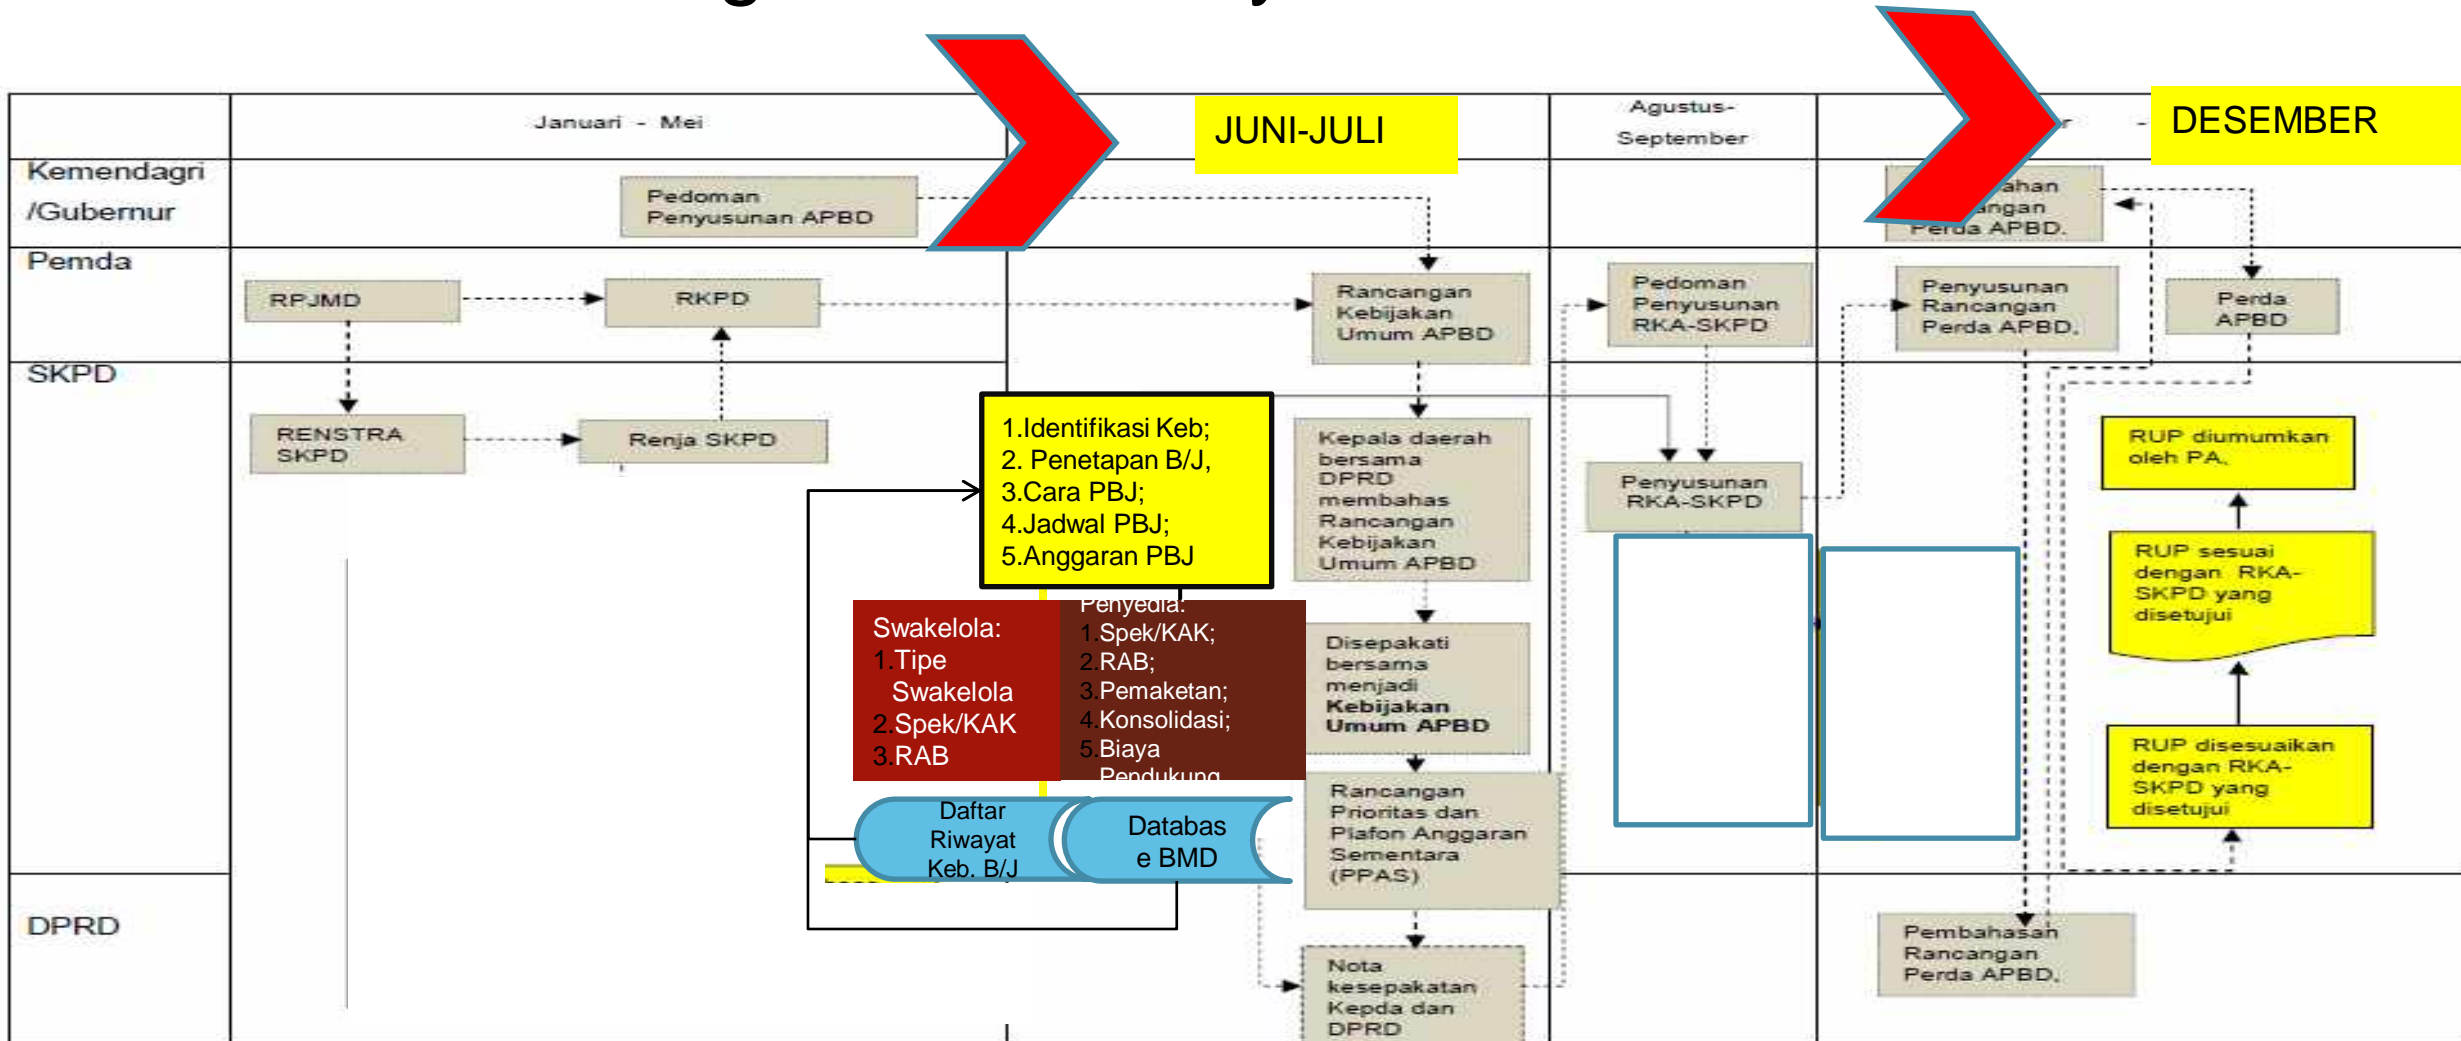 Januari - Mei
JUNI-JULI
Agustus-
September
-
DESEMBER
Kemendagri
/Gubernur
Pedoman
Penyusunan APBD
Perda APBD.
Pemda
RPJMD
RKPD
Rancangan
Kebijakan
Umum APBD
Pedoman
Penyusunan
RKA-SKPD
Penyusunan
Rancangan
Perda APBD.
Perda
APBD
SKPD
RENSTRA
SKPD
Renja SKPD
1.Identifikasi Keb;
2. Penetapan B/J,
3.Cara PBJ;
4.Jadwal PBJ;
5.Anggaran PBJ
Kepala daerah
bersama
DPRD
membahas
Rancangan
Kebijakan
Umum APBD
Penyusunan
RKA-SKPD
RUP diumumkan
oleh PA.
RUP sesuai
dengan RKA-
SKPD yang
disetujui
Swakelola:
1.Tipe
Swakelola
2.Spek/KAK
3.RAB
Penyedia:
1.Spek/KAK;
2.RAB;
3.Pemaketan;
4.Konsolidasi;
5.Biaya
Pendukung
Disepakati
bersama
menjadi
Kebijakan
Umum APBD
RUP disesuaikan
dengan RKA-
SKPD yang
disetujui
Daftar
Riwayat
Keb. B/J
Databas
e BMD
Rancangan
Prioritas dan
Plafon Anggaran
Sementara
(PPAS)
DPRD
Nota
kesepakatan
Kepda dan
DPRD
Pembahasan
Rancangan
Perda APBD.